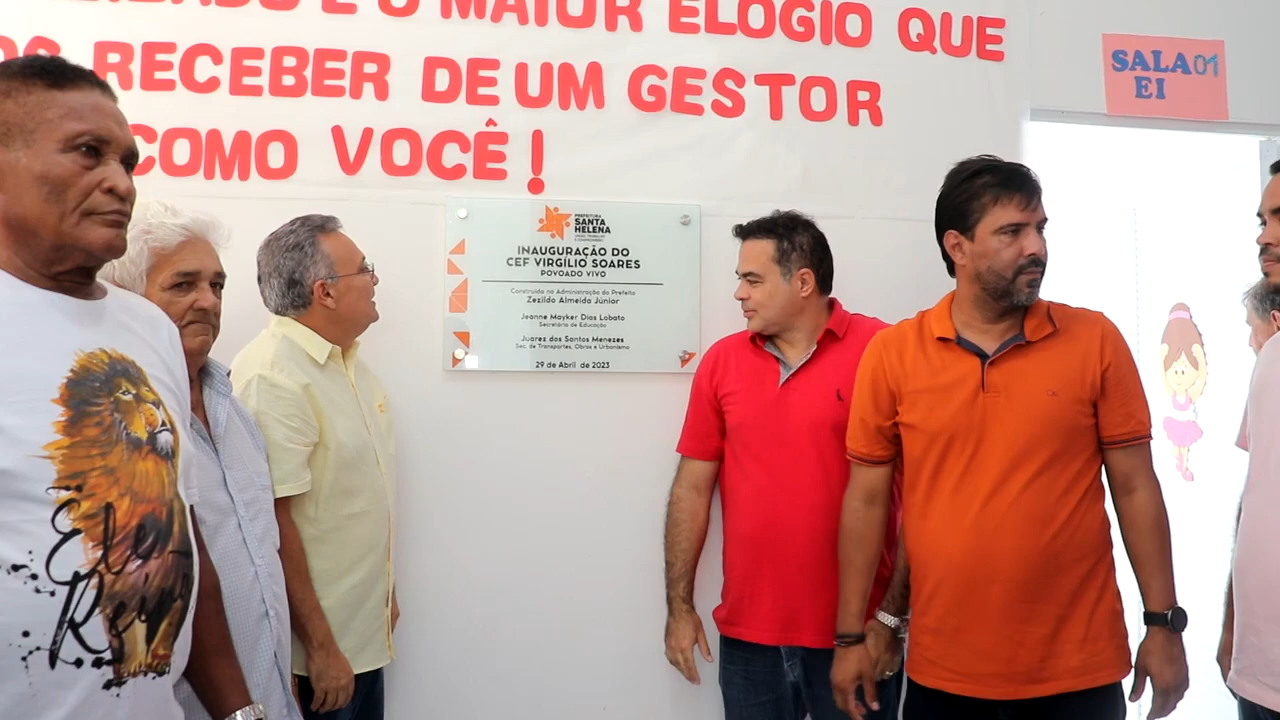 É O MAIOR ELOGIO QUE
RECEBER DE UM GESTOR
COMO VOCÊ!
SALA 01
EI
PREFEITURA
SANTA
HELENA
INAUGURAÇÃO DO
CEF VIRGÍLIO SOARES
POVOADO VIVO
Construída na Administração do Prefeito
Zezildo Almeida Júnior
Jeanne Mayker Dias Lobato
Secretária de Educação
Juarez dos Santos Menezes
Sec. de Transportes, Obras e Urbanismo
29 de Abril de 2023
Ele
Reina